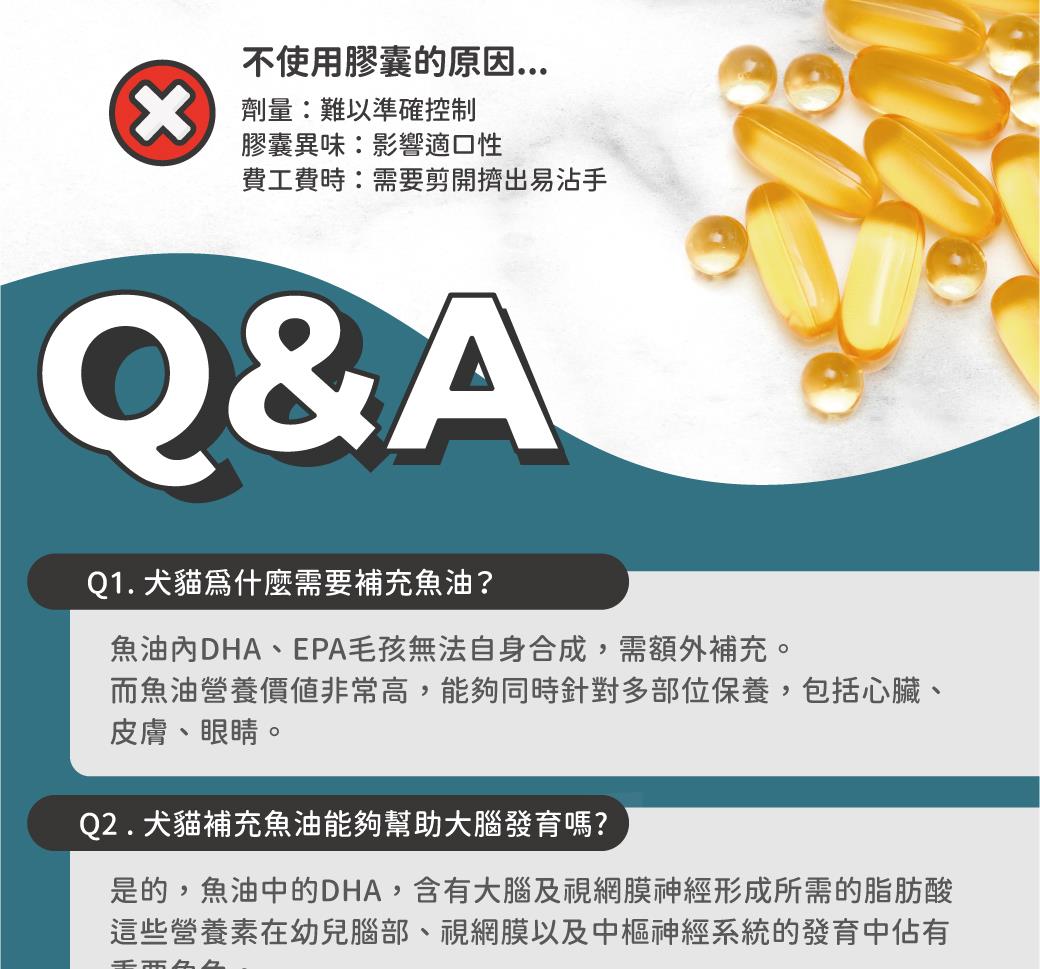 不使用膠囊的原因...
劑量：難以準確控制
膠囊異味：影響適口性
費工費時：需要剪開擠出易沾手
Q&A
Q1. 犬貓爲什麼需要補充魚油？
魚油內DHA、EPA毛孩無法自身合成，需額外補充。
而魚油營養價值非常高，能夠同時針對多部位保養，包括心臟、
皮膚、眼睛。
Q2 . 犬貓補充魚油能夠幫助大腦發育嗎?
是的，魚油中的DHA，含有大腦及視網膜神經形成所需的脂肪酸
這些營養素在幼兒腦部、視網膜以及中樞神經系統的發育中佔有